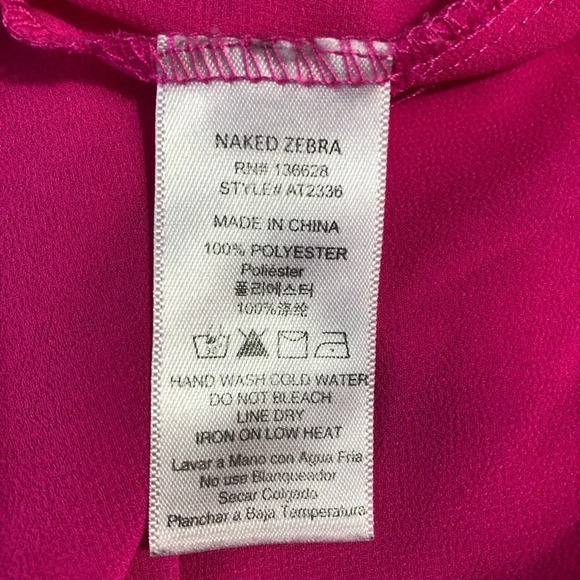 NAKED ZEBRA
RN# 136628
STYLE# AT2336
MADE IN CHINA
100% POLYESTER
Poliéster
폴리에스터
100%涤纶
30
HAND WASH COLD WATER
DO NOT BLEACH
LINE DRY
IRON ON LOW HEAT
Lavar a Mano con Agua Fria
No use Blanqueador
Secar Colgado
Planchar a Baja Temperatura